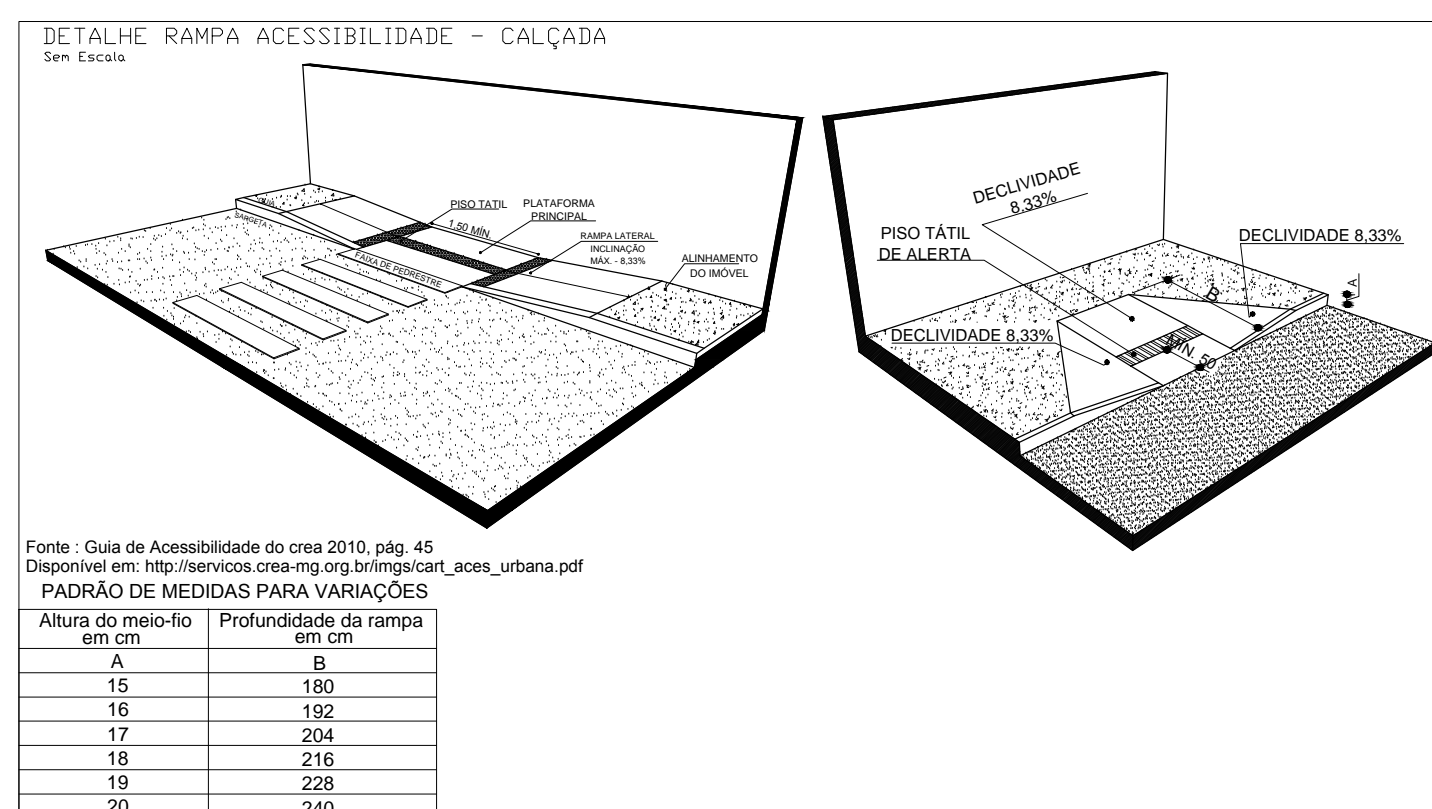 DETALHE RAMPA ACESSIBILIDADE - CALÇADA
Sem Escala
GUIA
SARGETA
PISO TATIL
1.50 MÍN.
PLATAFORMA
PRINCIPAL
RAMPA LATERAL
INCLINAÇÃO
MÁX. - 8,33%
ALINHAMENTO
DO IMÓVEL
FAIXA DE PEDRESTRE
DECLIVIDADE
8.33%
PISO TÁTIL
DE ALERTA
DECLIVIDADE 8,33%
A
B
DECLIVIDADE 8,33%
MÍN. 50
Fonte : Guia de Acessibilidade do crea 2010, pág. 45
Disponível em: http://servicos.crea-mg.org.br/imgs/cart_aces_urbana.pdf
PADRÃO DE MEDIDAS PARA VARIAÇÕES
Altura do meio-fio em cm
Profundidade da rampa em cm
A B
15 180
16 192
17 204
18 216
19 228
20 240